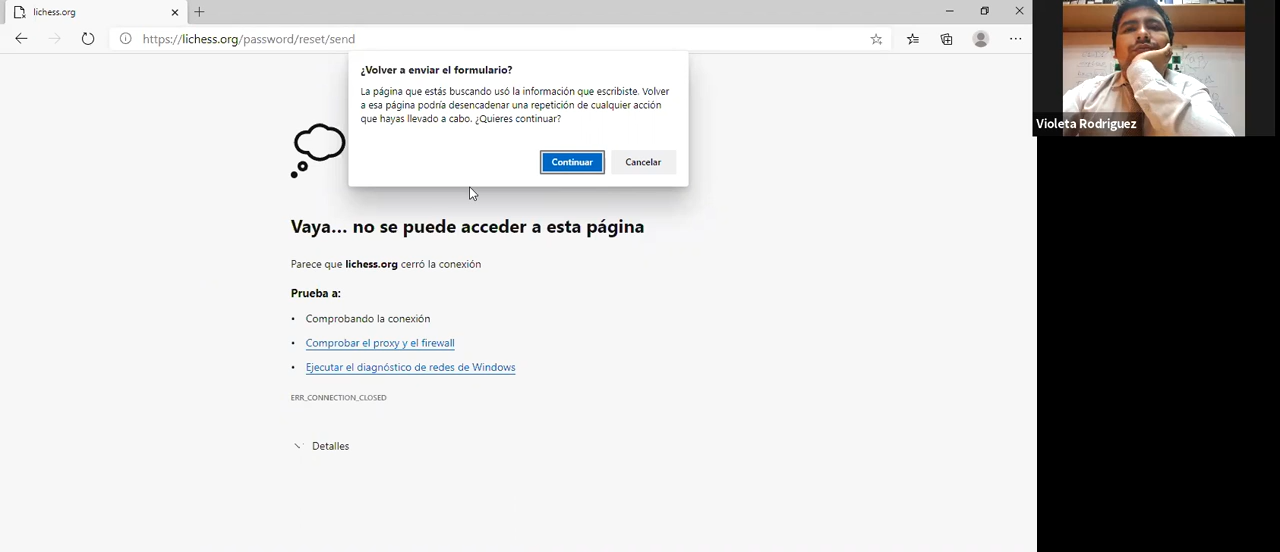 lichess.org
https://lichess.org/password/reset/send
¿Volver a enviar el formulario?
La página que estás buscando usó la información que escribiste. Volver
a esa página podría desencadenar una repetición de cualquier acción
que hayas llevado a cabo. ¿Quieres continuar?
Continuar Cancelar
Vaya... no se puede acceder a esta página
Parece que lichess.org cerró la conexión
Prueba a:
• Comprobando la conexión
• Comprobar el proxy y el firewall
• Ejecutar el diagnóstico de redes de Windows
ERR_CONNECTION_CLOSED
Detalles
Violeta Rodriguez